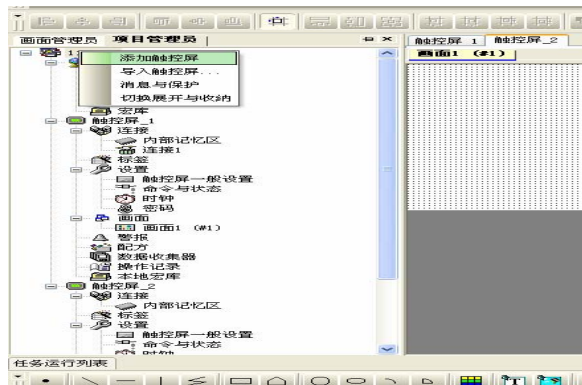 画面管理员 项目管理员
触控屏_1 触控屏_2
画面1 (#1)
1
添加触控屏
导入触控屏...
消息与保护
切换展开与收纳
宏库
触控屏_1
连接
内部记忆区
连接1
标签
设置
触控屏一般设置
命令与状态
时钟
密码
画面
画面1 (#1)
警报
配方
数据收集器
操作记录
本地宏库
触控屏_2
连接
内部记忆区
标签
设置
触控屏一般设置
命令与状态
时钟
任务运行列表